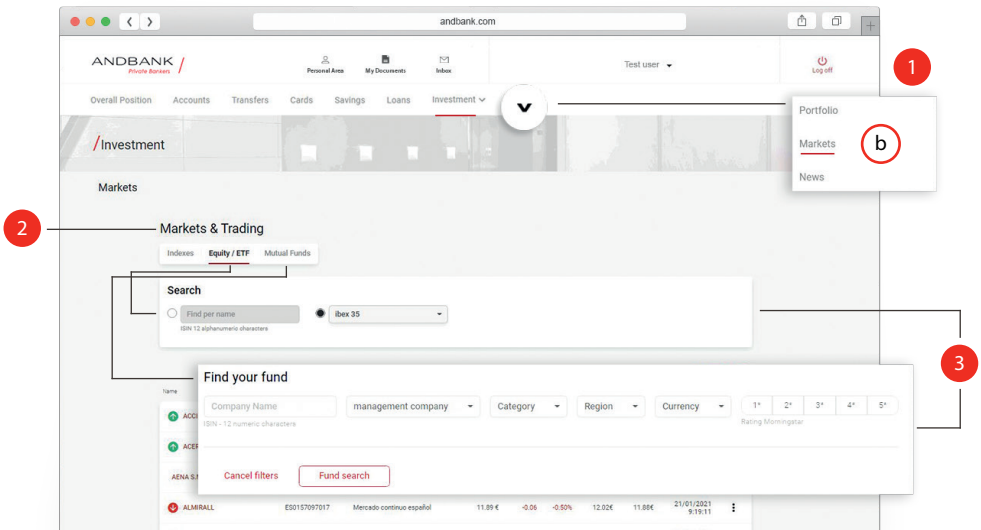 andbank.com
ANDBANK
Private Bankers
Personal Area
My Documents
Inbox
Test user
Log off
1
Overall Position Accounts Transfers Cards Savings Loans Investment
Portfolio
Markets
b
News
/Investment
Markets
2
Markets & Trading
Indexes Equity / ETF Mutual Funds
Search
Find per name
ibex 35
ISIN 12 alphanumeric characters
3
Find your fund
Name
Company Name management company Category Region Currency 1* 2* 3* 4* 5*
ISIN - 12 numeric characters
Rating Morningstar
ACCI
ACER
AENA S.M
Cancel filters Fund search
ALMIRALL ES0157097017 Mercado continuo español 11.89 € -0.06 -0.50% 12.02€ 11.88€ 21/01/2021
9:19:11